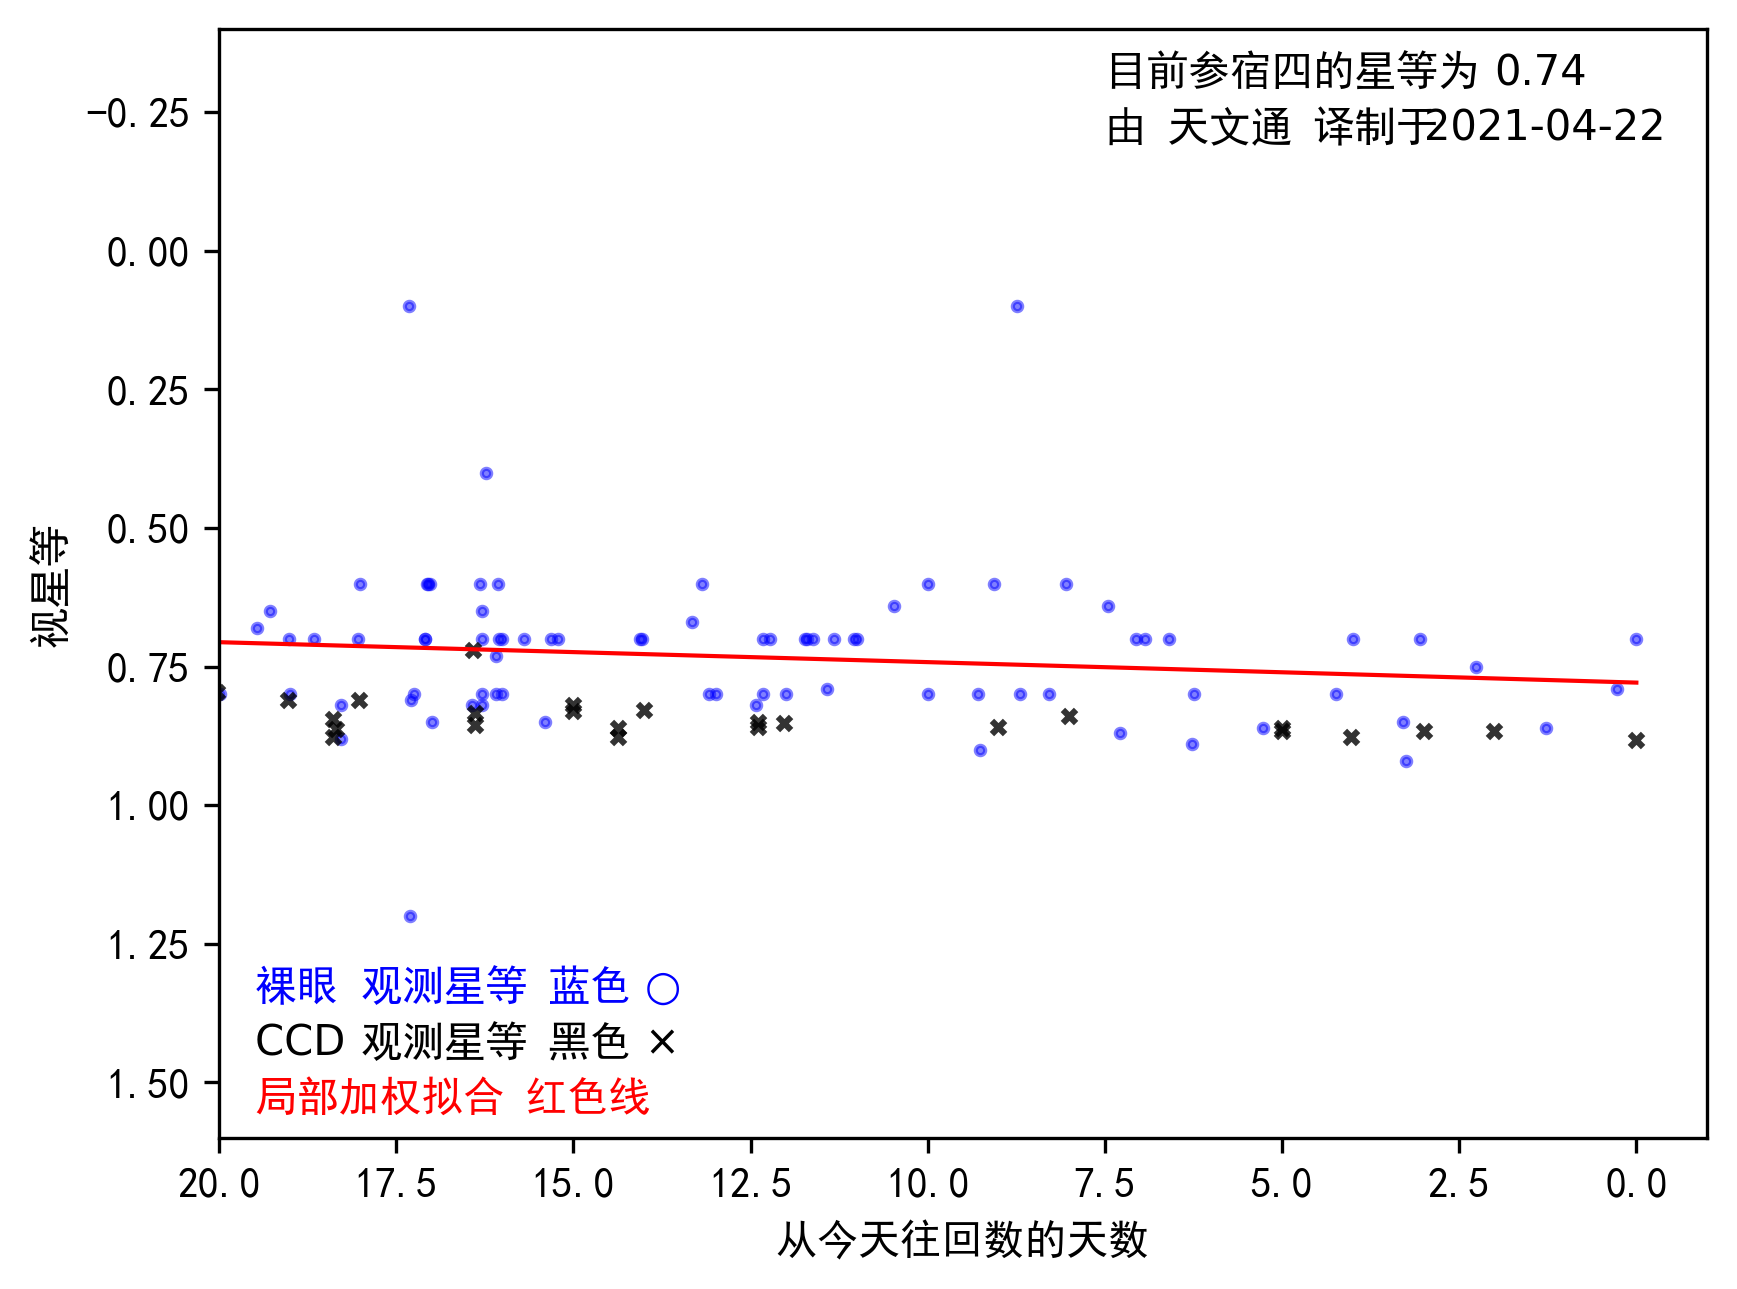 目前参宿四的星等为 0.74
由 天文通 译制于2021-04-22
-0.25
0.00
0.25
0.50
0.75
1.00
1.25
1.50
视星等
裸眼 观测星等 蓝色 ○
CCD 观测星等 黑色 ×
局部加权拟合 红色线
20.0 17.5 15.0 12.5 10.0 7.5 5.0 2.5 0.0
从今天往回数的天数